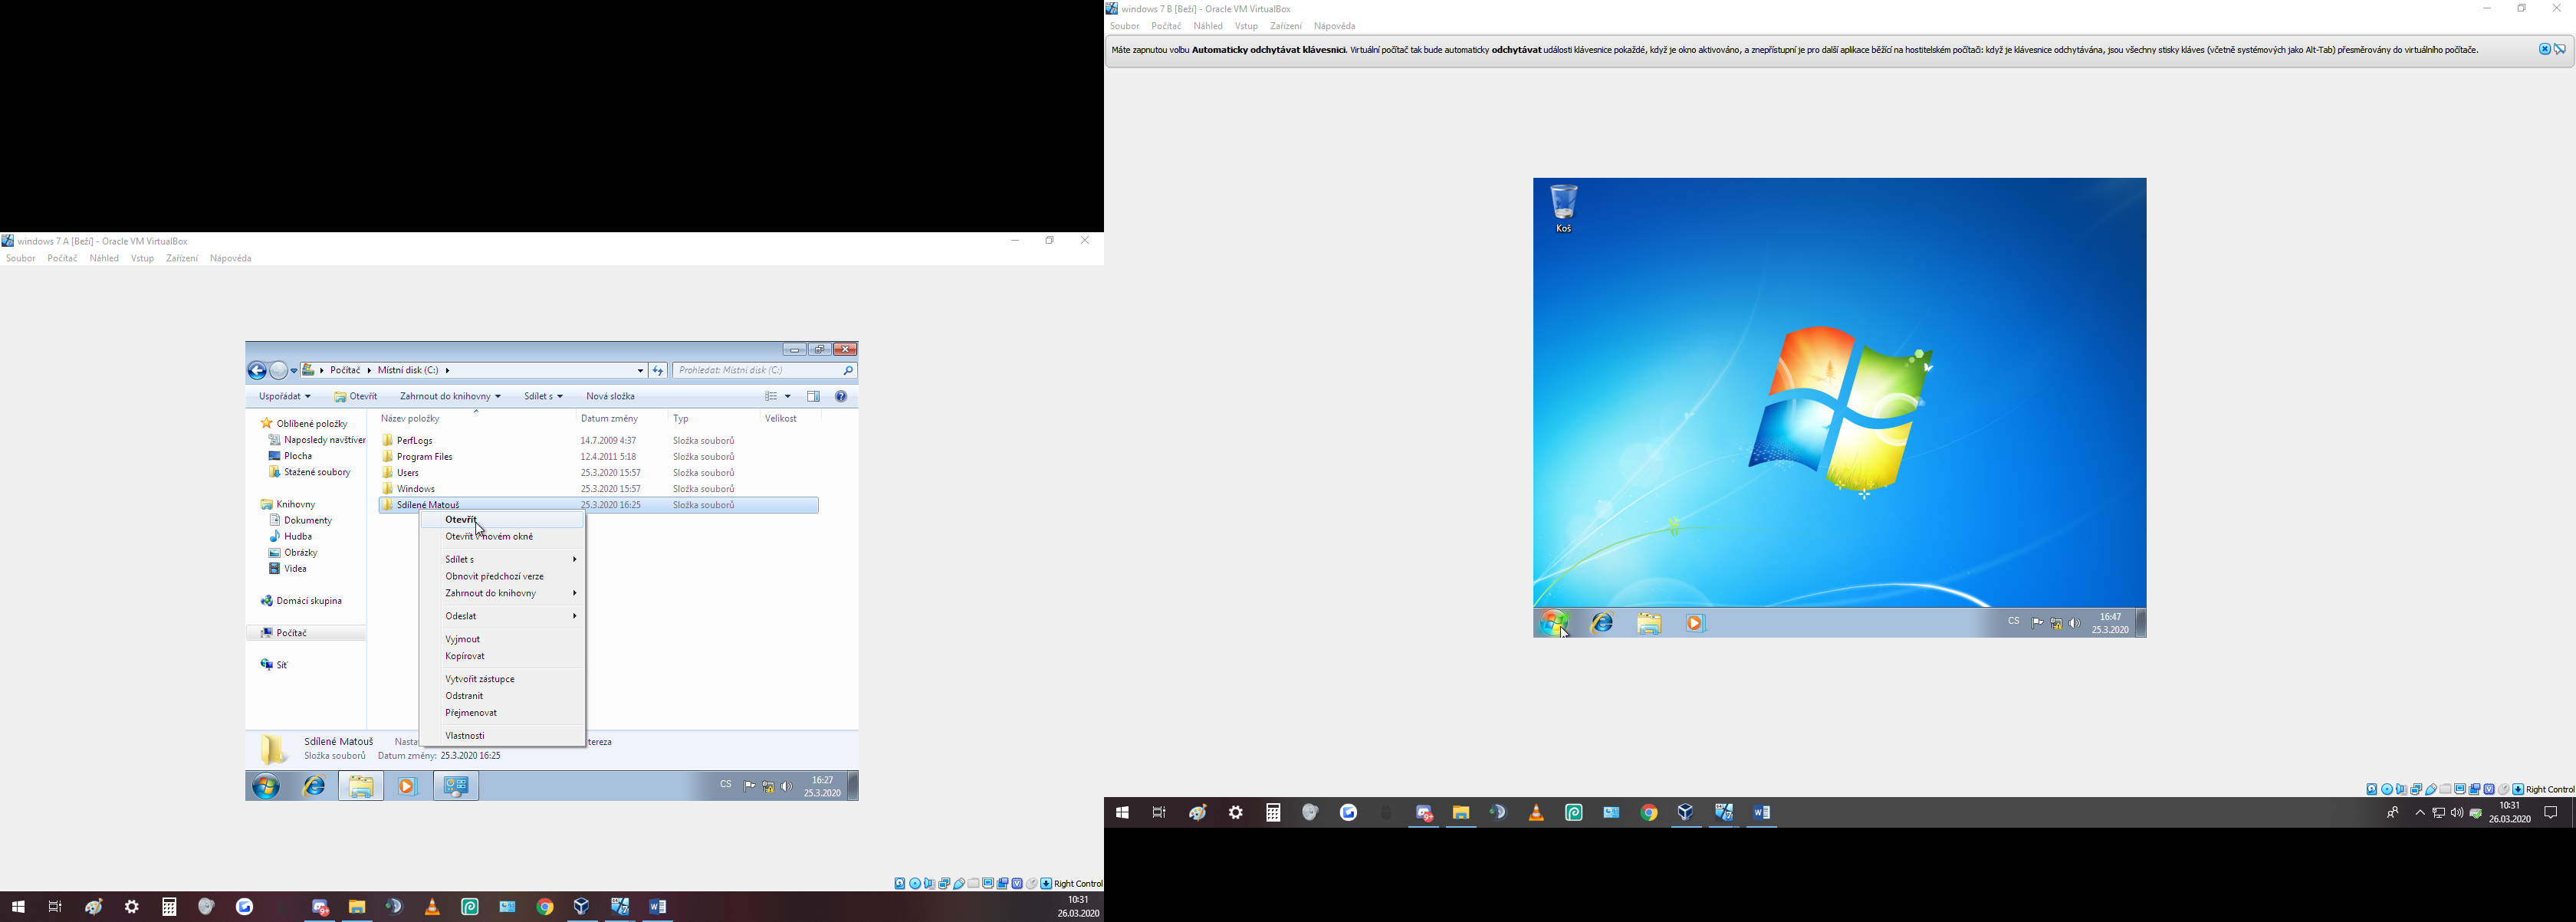 windows 7 A [Beží] - Oracle VM VirtualBox
Soubor Počítač Náhled Vstup Zařízení Nápověda
Počítač Místní disk (C:)
Prohledat: Místní disk (C:)
Uspořádat Otevřít Zahrnout do knihovny Sdílet s Nová složka
Oblíbené položky
Naposledy navštíver
Plocha
Stažené soubory
Knihovny
Dokumenty
Hudba
Obrázky
Videa
Domácí skupina
Počítač
Síť
Název položky Datum změny Typ Velikost
PerfLogs 14.7.2009 4:37 Složka souborů
Program Files 12.4.2011 5:18 Složka souborů
Users 25.3.2020 15:57 Složka souborů
Windows 25.3.2020 15:57 Složka souborů
Sdílené Matouš 25.3.2020 16:25 Složka souborů
Otevřít
Otevřít v novém okně
Sdílet s
Obnovit předchozí verze
Zahrnout do knihovny
Odeslat
Vyjmout
Kopírovat
Vytvořit zástupce
Odstranit
Přejmenovat
Vlastnosti
Sdílené Matouš Nasta tereza
Složka souborů Datum změny: 25.3.2020 16:25
CS 16:27
25.3.2020
Right Control
9+
10:31
26.03.2020
windows 7 B [Beží] - Oracle VM VirtualBox
Soubor Počítač Náhled Vstup Zařízení Nápověda
Máte zapnutou volbu Automaticky odchytávat klávesnici. Virtuální počítač tak bude automaticky odchytávat události klávesnice pokaždé, když je okno aktivováno, a znepřístupní je pro další aplikace běžící na hostitelském počítači: když je klávesnice odchytávána, jsou všechny stisky kláves (včetně systémových jako Alt-Tab) přesměrovány do virtuálního počítače.
Koš
CS 16:47
25.3.2020
Right Control
9+
10:31
26.03.2020